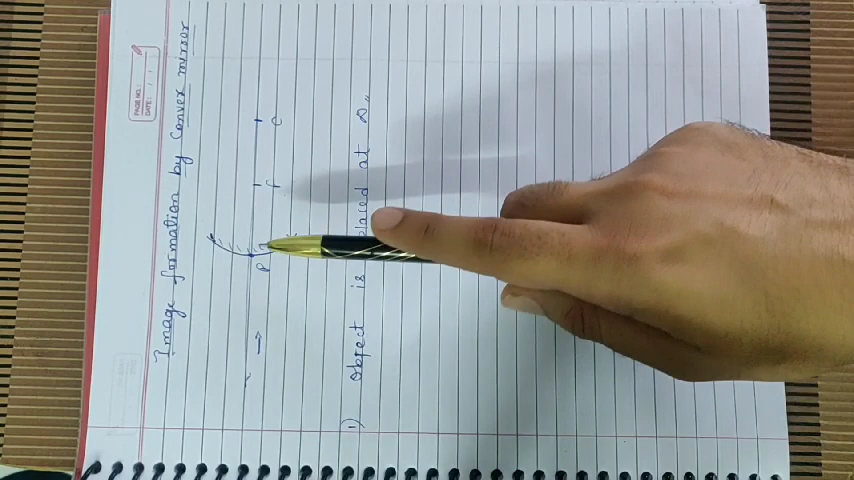 PAGE NO.:
DATE: / /
Image formation by Convex mirror
P F C
1) Object is placed at ∞,,